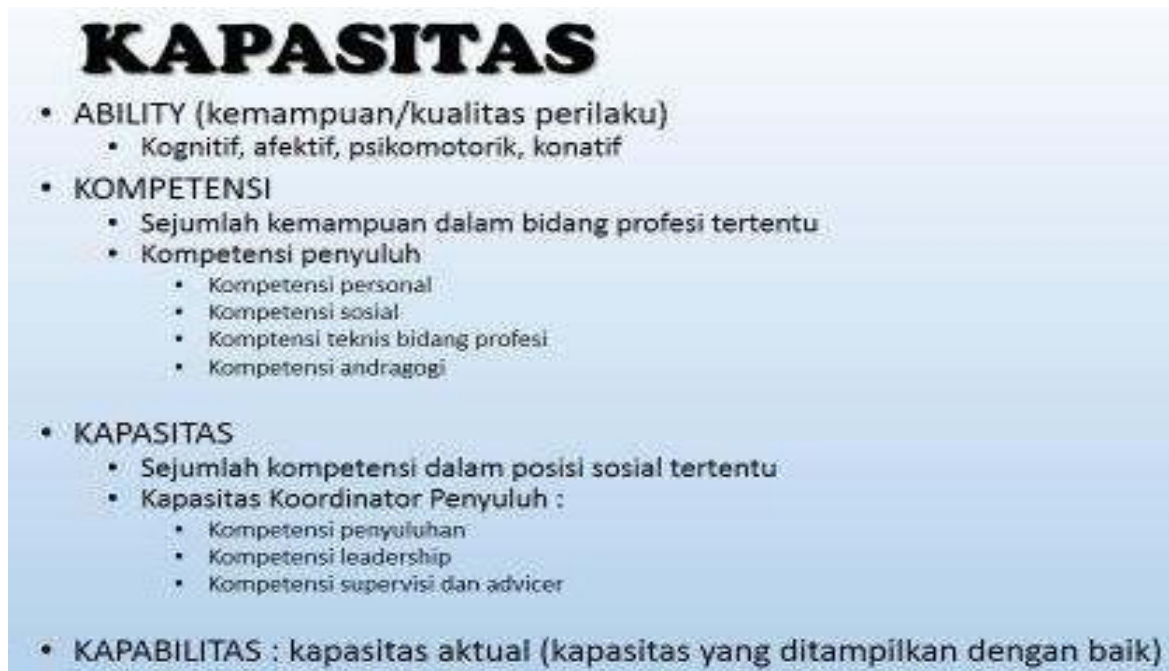 KAPASITAS
• ABILITY (kemampuan/kualitas perilaku)
• Kognitif, afektif, psikomotorik, konatif
• KOMPETENSI
• Sejumlah kemampuan dalam bidang profesi tertentu
• Kompetensi penyuluh
• Kompetensi personal
• Kompetensi sosial
• Komptensi teknis bidang profesi
• Kompetensi andragogi
• KAPASITAS
• Sejumlah kompetensi dalam posisi sosial tertentu
• Kapasitas Koordinator Penyuluh :
• Kompetensi penyuluhan
• Kompetensi leadership
• Kompetensi supervisi dan advicer
• KAPABILITAS : kapasitas aktual (kapasitas yang ditampilkan dengan baik)